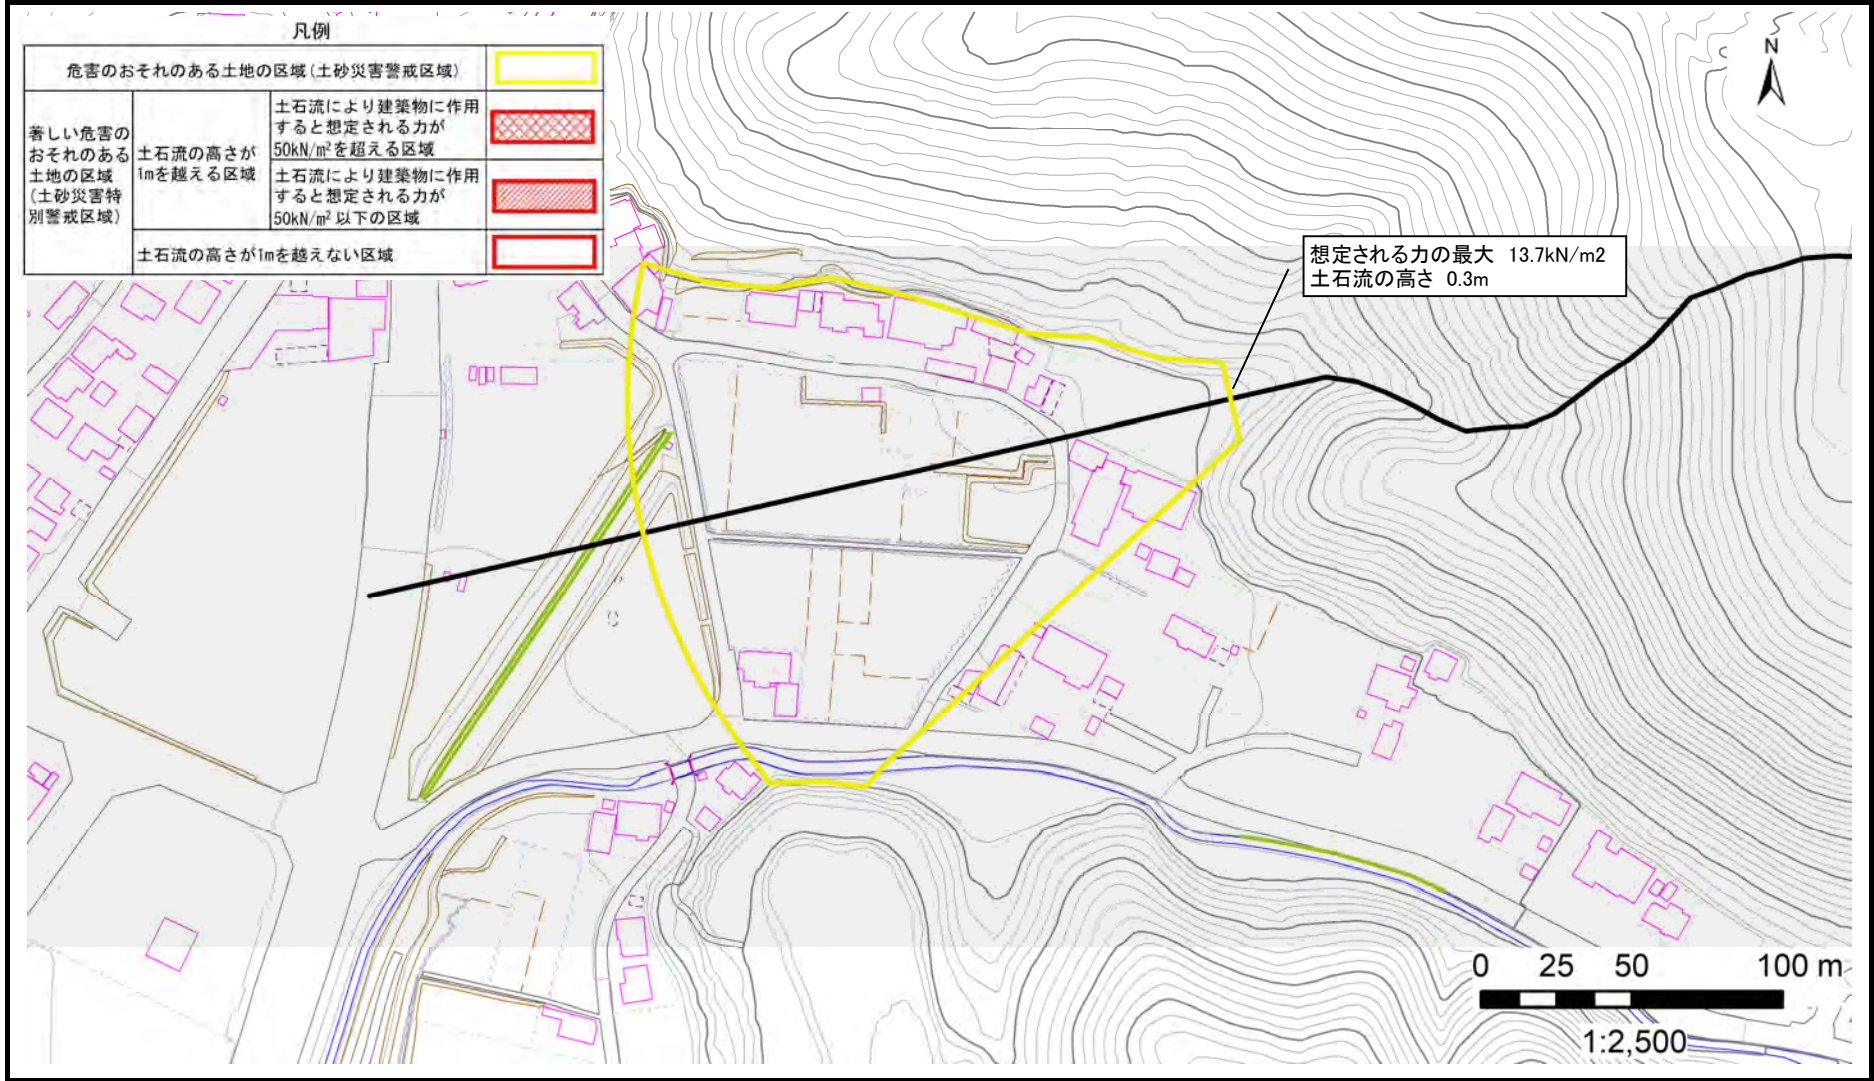 凡例
危害のおそれのある土地の区域(土砂災害警戒区域)
著しい危害の
おそれのある
土地の区域
(土砂災害特
別警戒区域)
土石流の高さが
1mを越える区域
土石流により建築物に作用
すると想定される力が
50kN/m²を超える区域
土石流により建築物に作用
すると想定される力が
50kN/m²以下の区域
土石流の高さが1mを越えない区域
N
想定される力の最大 13.7kN/m2
土石流の高さ 0.3m
0 25 50 100 m
1:2,500